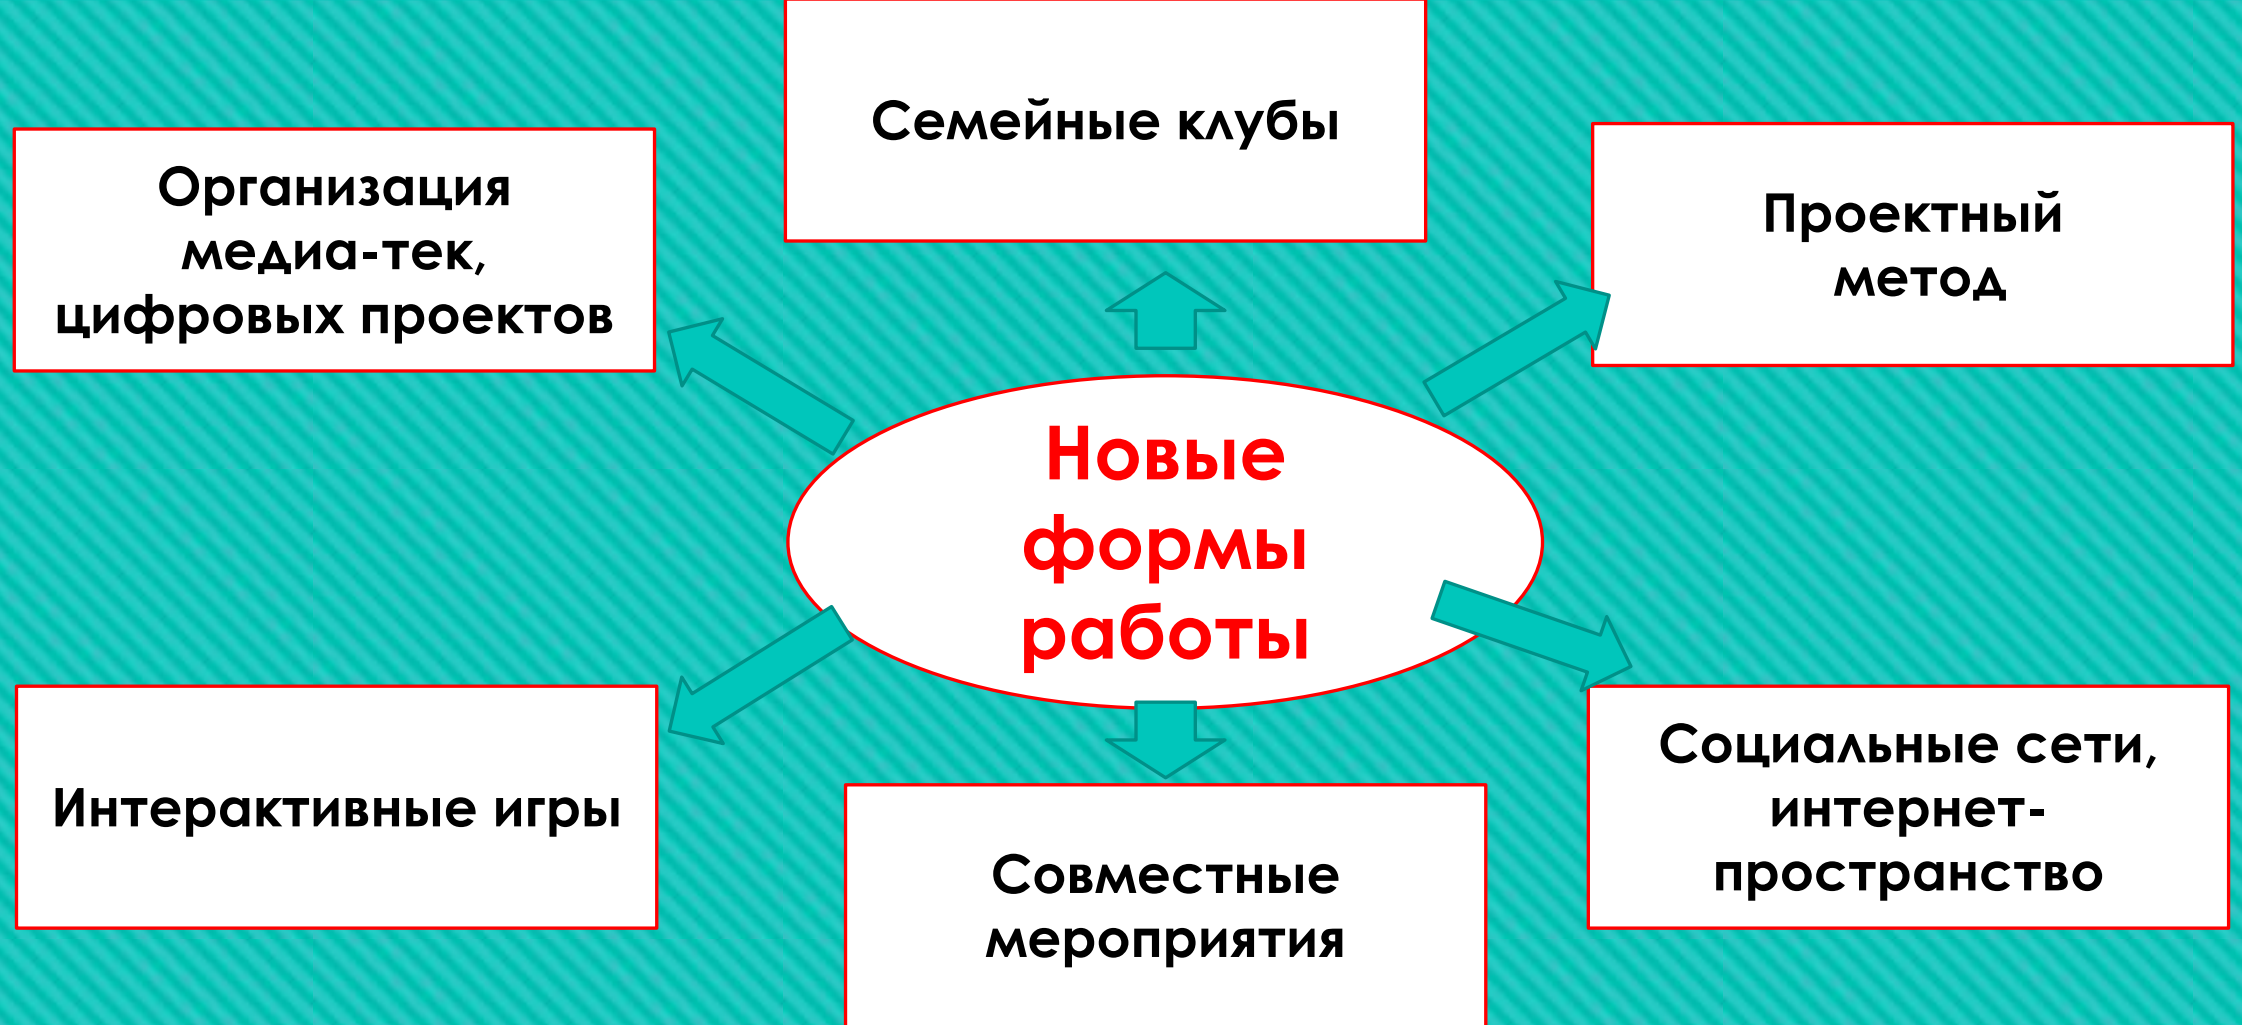 Семейные клубы
Организация
медиа-тек,
цифровых проектов
Проектный
метод
Новые
формы
работы
Интерактивные игры
Совместные
мероприятия
Социальные сети,
интернет-
пространство